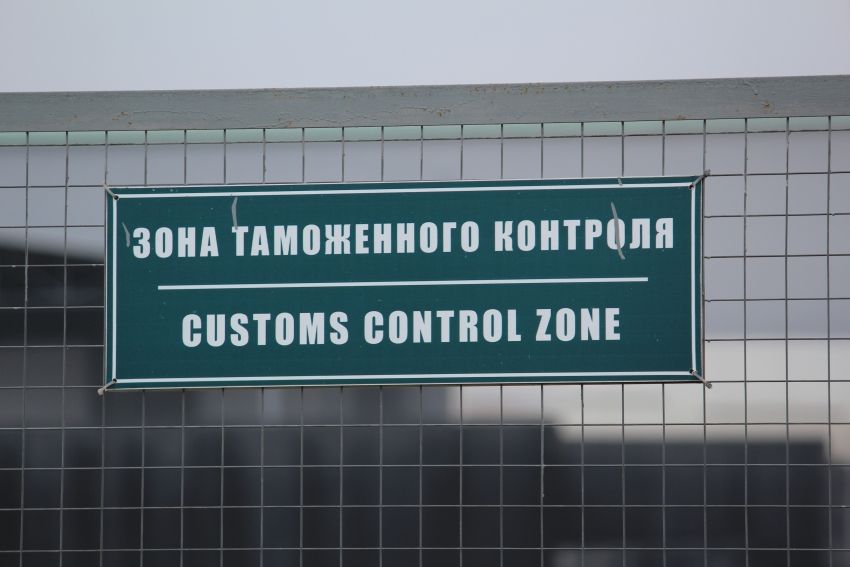 ЗОНА ТАМОЖЕННОГО КОНТРОЛЯ
CUSTOMS CONTROL ZONE